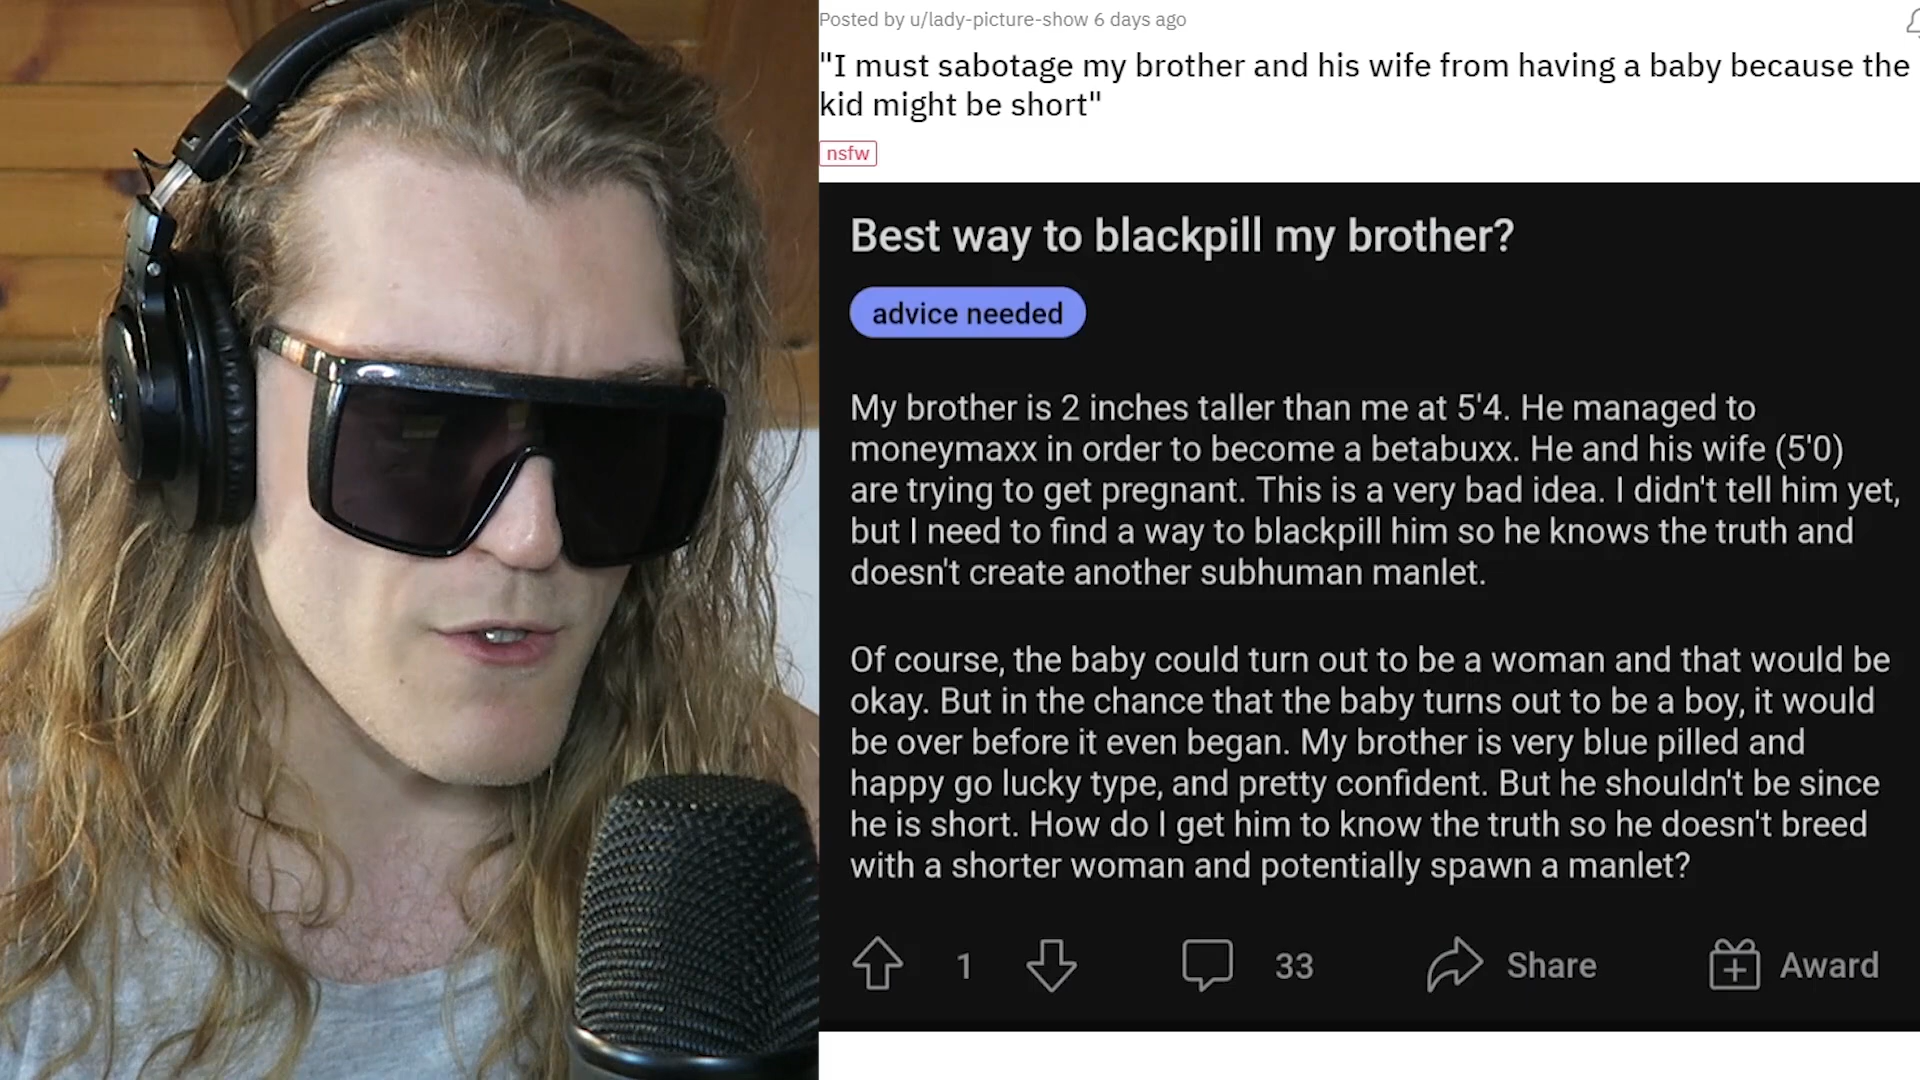 Posted by u/lady-picture-show 6 days ago
"I must sabotage my brother and his wife from having a baby because the
kid might be short"
nsfw
Best way to blackpill my brother?
advice needed
My brother is 2 inches taller than me at 5'4. He managed to
moneymaxx in order to become a betabuxx. He and his wife (5'0)
are trying to get pregnant. This is a very bad idea. I didn't tell him yet,
but I need to find a way to blackpill him so he knows the truth and
doesn't create another subhuman manlet.
Of course, the baby could turn out to be a woman and that would be
okay. But in the chance that the baby turns out to be a boy, it would
be over before it even began. My brother is very blue pilled and
happy go lucky type, and pretty confident. But he shouldn't be since
he is short. How do I get him to know the truth so he doesn't breed
with a shorter woman and potentially spawn a manlet?
1 33 Share Award